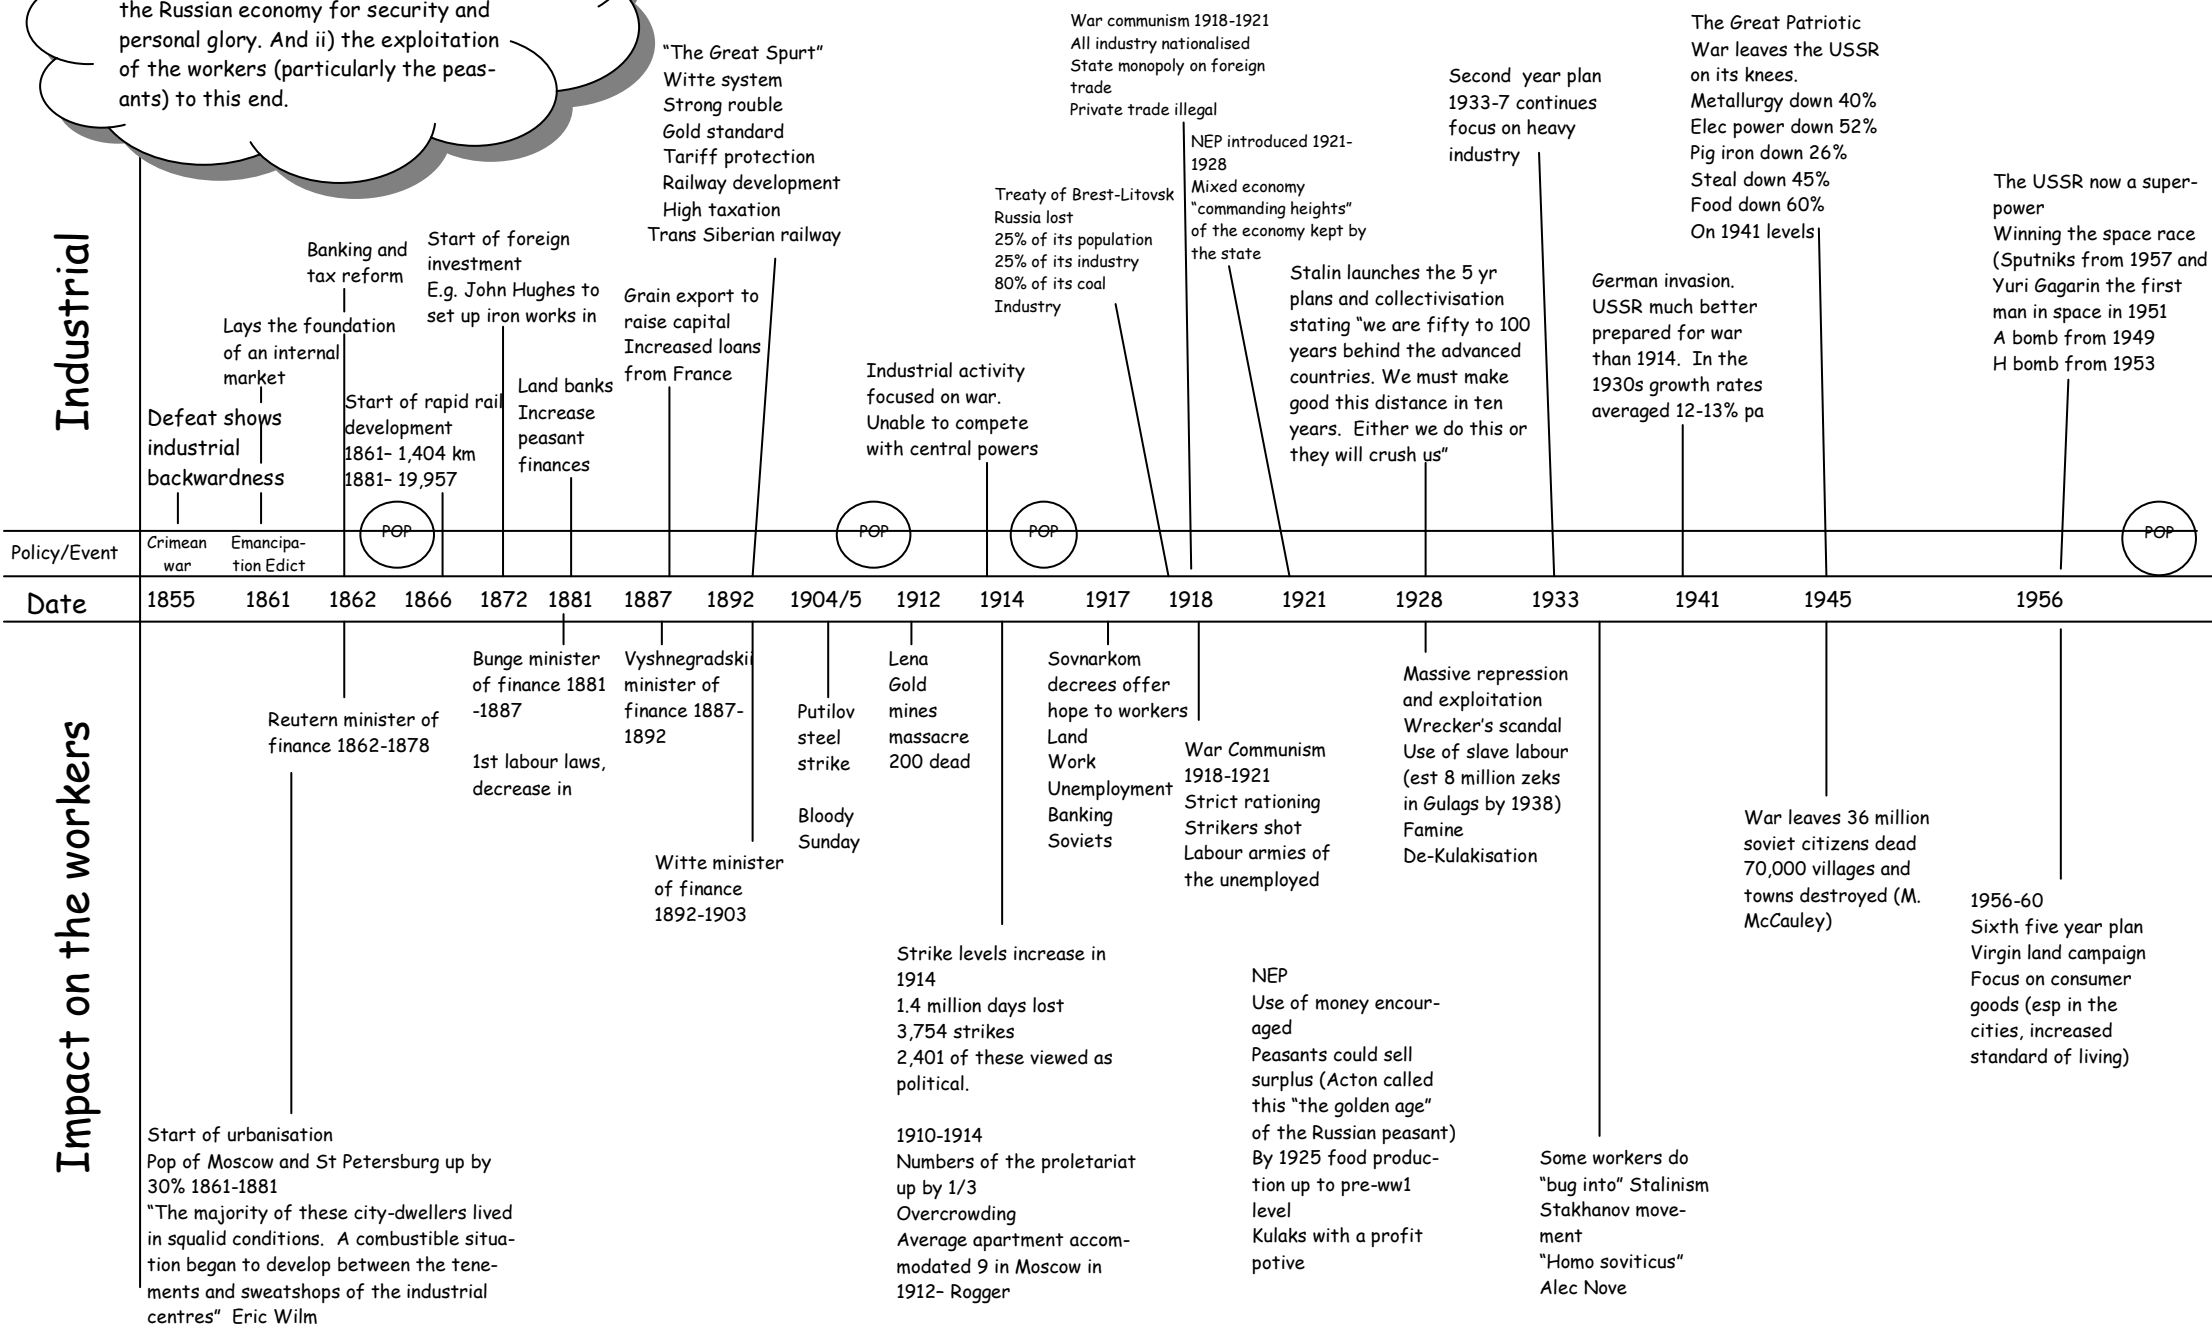 the Russian economy for security and
personal glory. And ii) the exploitation
of the workers (particularly the peas-
ants) to this end.
Industrial
Defeat shows
industrial
backwardness
Lays the foundation
of an internal
market
Banking and
tax reform
Start of rapid rail
development
1861– 1,404 km
1881– 19,957
Start of foreign
investment
E.g. John Hughes to
set up iron works in
Land banks
Increase
peasant
finances
Grain export to
raise capital
Increased loans
from France
“The Great Spurt”
Witte system
Strong rouble
Gold standard
Tariff protection
Railway development
High taxation
Trans Siberian railway
Industrial activity
focused on war.
Unable to compete
with central powers
Treaty of Brest-Litovsk
Russia lost
25% of its population
25% of its industry
80% of its coal
Industry
War communism 1918-1921
All industry nationalised
State monopoly on foreign
trade
Private trade illegal
NEP introduced 1921-
1928
Mixed economy
“commanding heights”
of the economy kept by
the state
Stalin launches the 5 yr
plans and collectivisation
stating “we are fifty to 100
years behind the advanced
countries. We must make
good this distance in ten
years.  Either we do this or
they will crush us”
Second  year plan
1933-7 continues
focus on heavy
industry
German invasion.
USSR much better
prepared for war
than 1914.  In the
1930s growth rates
averaged 12-13% pa
The Great Patriotic
War leaves the USSR
on its knees.
Metallurgy down 40%
Elec power down 52%
Pig iron down 26%
Steal down 45%
Food down 60%
On 1941 levels
The USSR now a super-
power
Winning the space race
(Sputniks from 1957 and
Yuri Gagarin the first
man in space in 1951
A bomb from 1949
H bomb from 1953
POP
POP
POP
POP
Policy/Event
Crimean
war
Emancipa-
tion Edict
Date
1855
1861
1862
1866
1872
1881
1887
1892
1904/5
1912
1914
1917
1918
1921
1928
1933
1941
1945
1956
Impact on the workers
Reutern minister of
finance 1862-1878
Start of urbanisation
Pop of Moscow and St Petersburg up by
30% 1861-1881
“The majority of these city-dwellers lived
in squalid conditions.  A combustible situa-
tion began to develop between the tene-
ments and sweatshops of the industrial
centres”  Eric Wilm
Bunge minister
of finance 1881
-1887
1st labour laws,
decrease in
Vyshnegradskii
minister of
finance 1887-
1892
Witte minister
of finance
1892-1903
Putilov
steel
strike
Bloody
Sunday
Lena
Gold
mines
massacre
200 dead
Strike levels increase in
1914
1.4 million days lost
3,754 strikes
2,401 of these viewed as
political.
1910-1914
Numbers of the proletariat
up by 1/3
Overcrowding
Average apartment accom-
modated 9 in Moscow in
1912– Rogger
Sovnarkom
decrees offer
hope to workers
Land
Work
Unemployment
Banking
Soviets
War Communism
1918-1921
Strict rationing
Strikers shot
Labour armies of
the unemployed
NEP
Use of money encour-
aged
Peasants could sell
surplus (Acton called
this “the golden age”
of the Russian peasant)
By 1925 food produc-
tion up to pre-ww1
level
Kulaks with a profit
potive
Massive repression
and exploitation
Wrecker’s scandal
Use of slave labour
(est 8 million zeks
in Gulags by 1938)
Famine
De-Kulakisation
Some workers do
“bug into” Stalinism
Stakhanov move-
ment
“Homo soviticus”
Alec Nove
War leaves 36 million
soviet citizens dead
70,000 villages and
towns destroyed (M.
McCauley)
1956-60
Sixth five year plan
Virgin land campaign
Focus on consumer
goods (esp in the
cities, increased
standard of living)